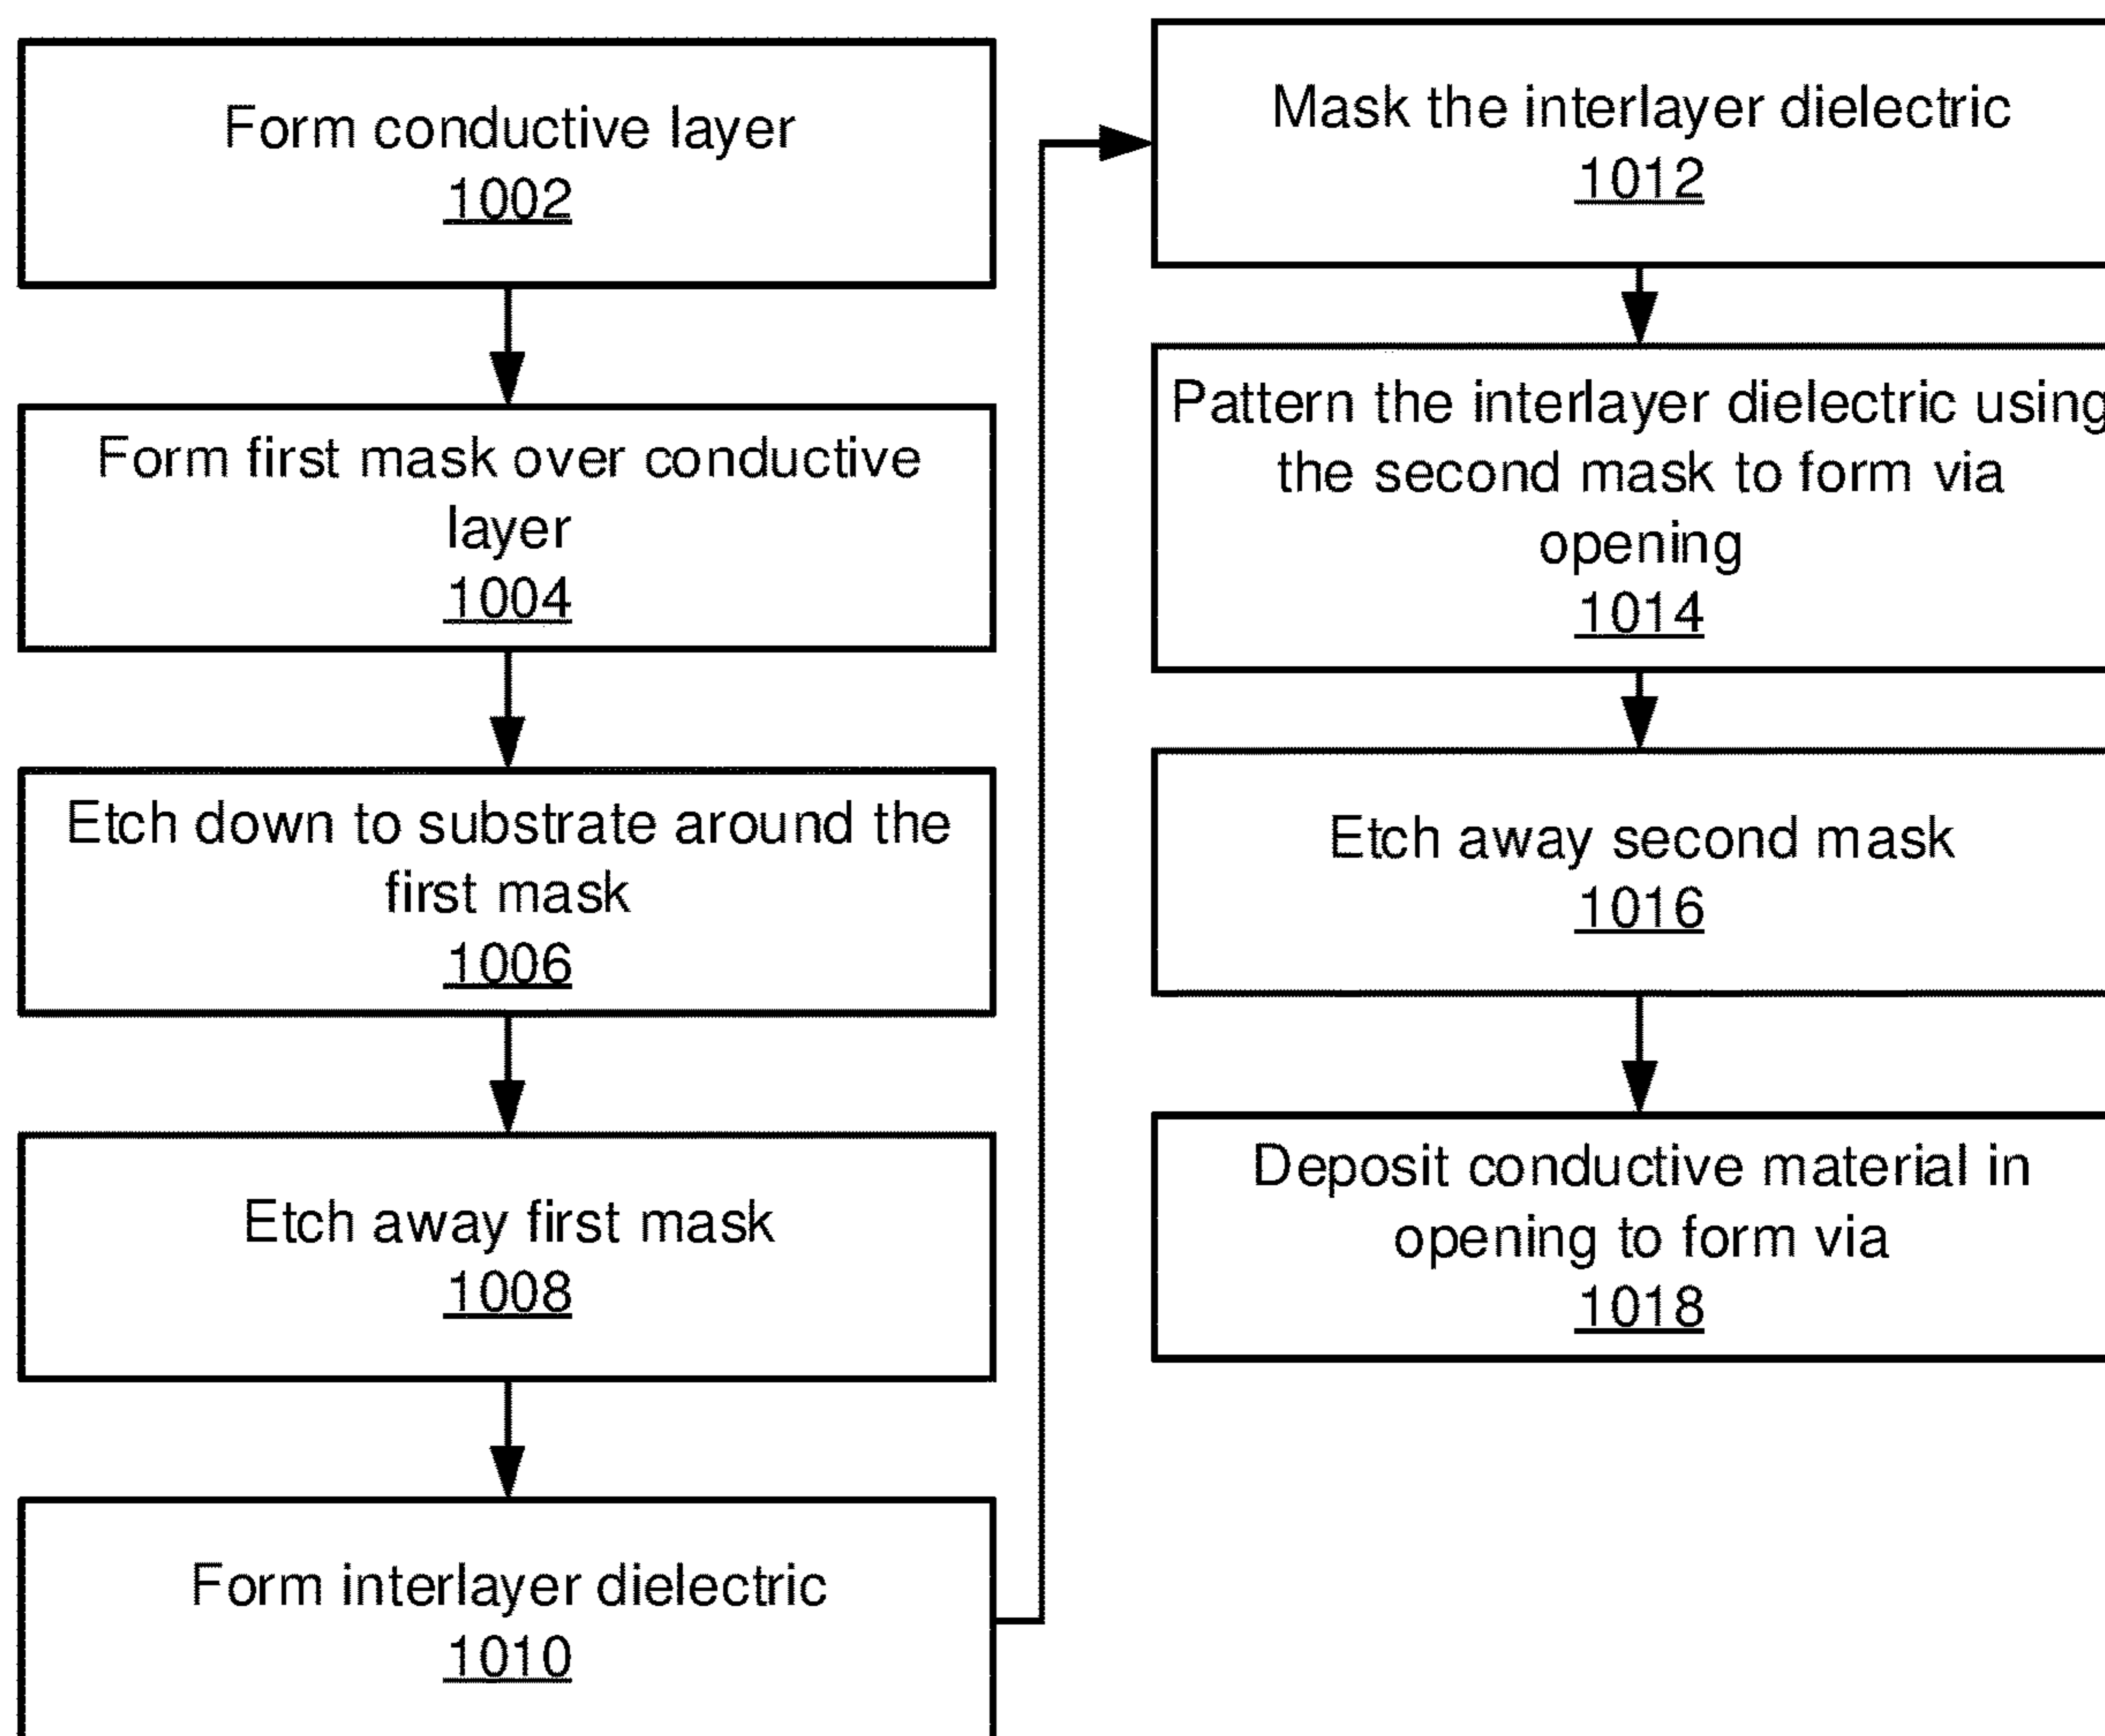 Form conductive layer
1002
Form first mask over conductive
layer
1004
Etch down to substrate around the
first mask
1006
Etch away first mask
1008
Form interlayer dielectric
1010
Mask the interlayer dielectric
1012
Pattern the interlayer dielectric using
the second mask to form via
opening
1014
Etch away second mask
1016
Deposit conductive material in
opening to form via
1018